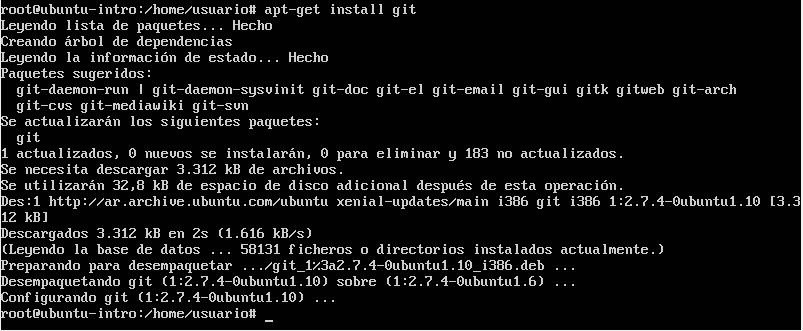 root@ubuntu-intro:/home/usuario# apt-get install git
Leyendo lista de paquetes... Hecho
Creando árbol de dependencias
Leyendo la información de estado... Hecho
Paquetes sugeridos:
  git-daemon-run | git-daemon-sysvinit git-doc git-el git-email git-gui gitk gitweb git-arch
  git-cvs git-mediawiki git-svn
Se actualizarán los siguientes paquetes:
  git
1 actualizados, 0 nuevos se instalarán, 0 para eliminar y 183 no actualizados.
Se necesita descargar 3.312 kB de archivos.
Se utilizarán 32,8 kB de espacio de disco adicional después de esta operación.
Des:1 http://ar.archive.ubuntu.com/ubuntu xenial-updates/main i386 git i386 1:2.7.4-0ubuntu1.10 [3.3
12 kB]
Descargados 3.312 kB en 2s (1.616 kB/s)
(Leyendo la base de datos ... 58131 ficheros o directorios instalados actualmente.)
Preparando para desempaquetar .../git_1%3a2.7.4-0ubuntu1.10_i386.deb ...
Desempaquetando git (1:2.7.4-0ubuntu1.10) sobre (1:2.7.4-0ubuntu1.6) ...
Configurando git (1:2.7.4-0ubuntu1.10) ...
root@ubuntu-intro:/home/usuario# _